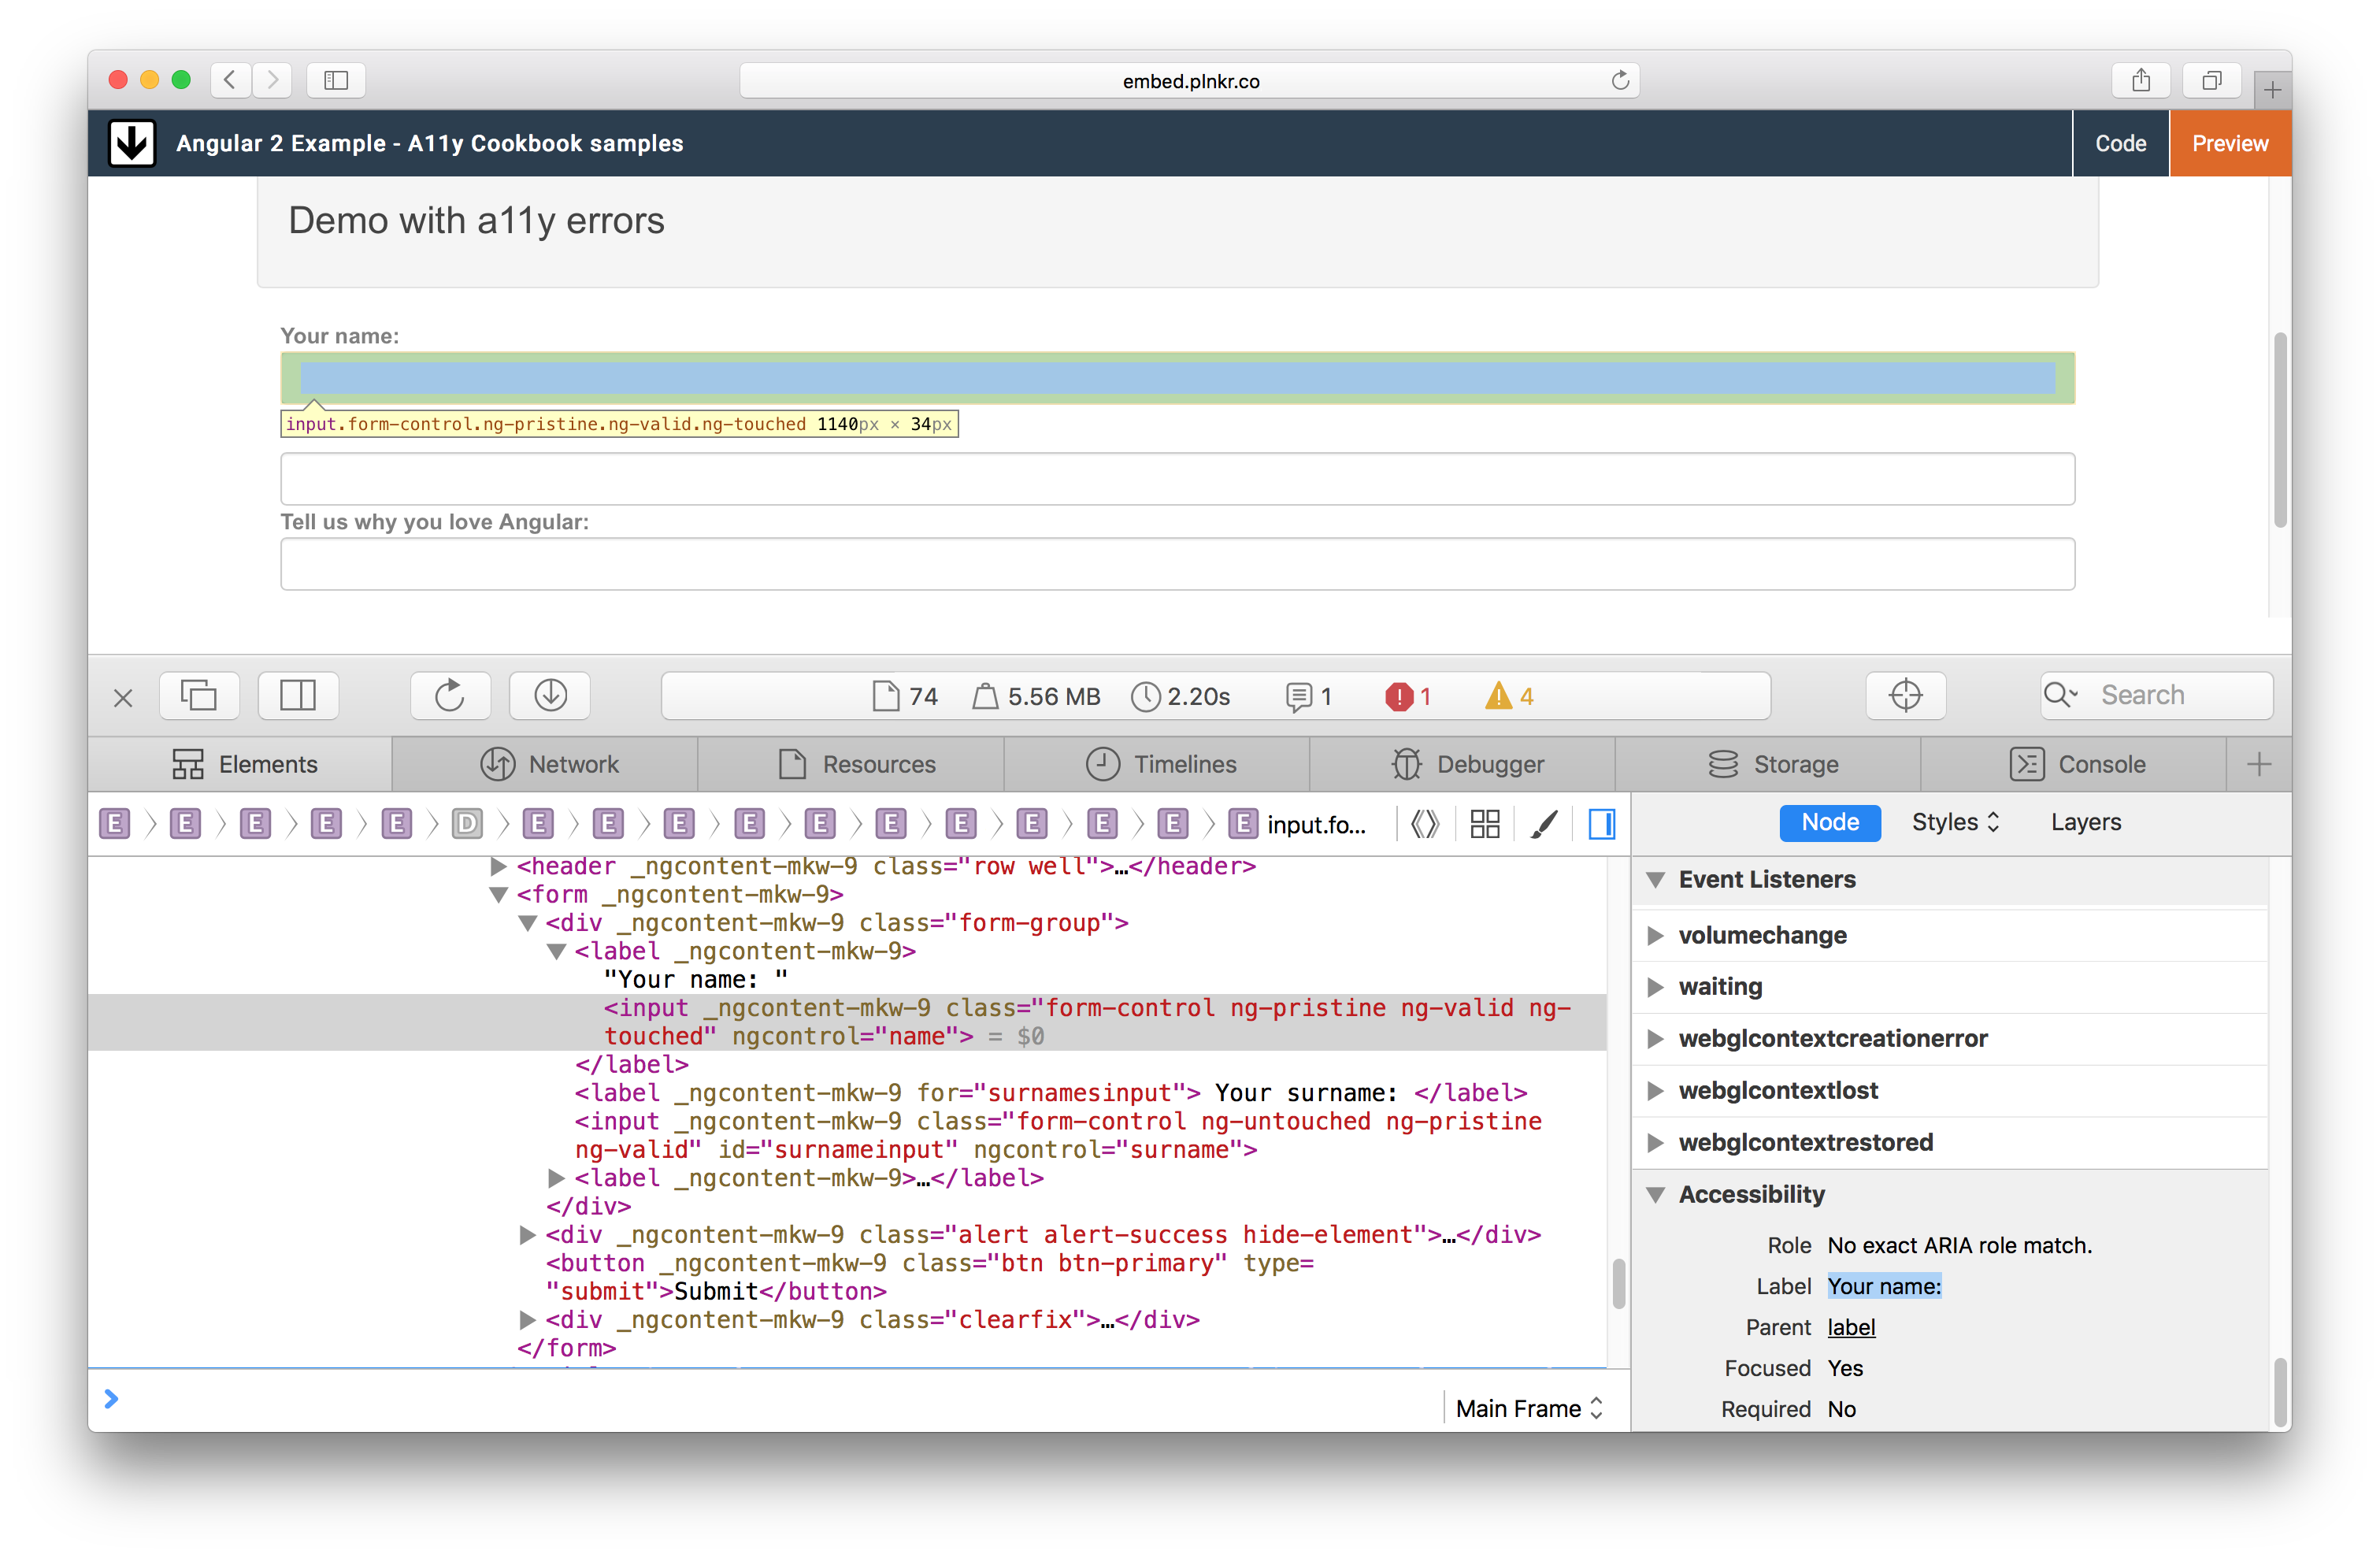 embed.plnkr.co
Angular 2 Example - A11y Cookbook samples
Code
Preview
Demo with a11y errors
Your name:
input.form-control.ng-pristine.ng-valid.ng-touched 1140px × 34px
Tell us why you love Angular:
74
5.56 MB
2.20s
1
1
4
Search
Elements
Network
Resources
Timelines
Debugger
Storage
Console
E
E
E
E
E
D
E
E
E
E
E
E
E
E
E
E
E input.fo...
Node
Styles
Layers
<header _ngcontent-mkw-9 class="row well">…</header>
<form _ngcontent-mkw-9>
<div _ngcontent-mkw-9 class="form-group">
<label _ngcontent-mkw-9>
"Your name: "
<input _ngcontent-mkw-9 class="form-control ng-pristine ng-valid ng-
touched" ngcontrol="name"> = $0
</label>
<label _ngcontent-mkw-9 for="surnamesinput"> Your surname: </label>
<input _ngcontent-mkw-9 class="form-control ng-untouched ng-pristine
ng-valid" id="surnameinput" ngcontrol="surname">
<label _ngcontent-mkw-9>…</label>
</div>
<div _ngcontent-mkw-9 class="alert alert-success hide-element">…</div>
<button _ngcontent-mkw-9 class="btn btn-primary" type=
"submit">Submit</button>
<div _ngcontent-mkw-9 class="clearfix">…</div>
</form>
Main Frame
Event Listeners
volumechange
waiting
webglcontextcreationerror
webglcontextlost
webglcontextrestored
Accessibility
Role No exact ARIA role match.
Label Your name:
Parent label
Focused Yes
Required No